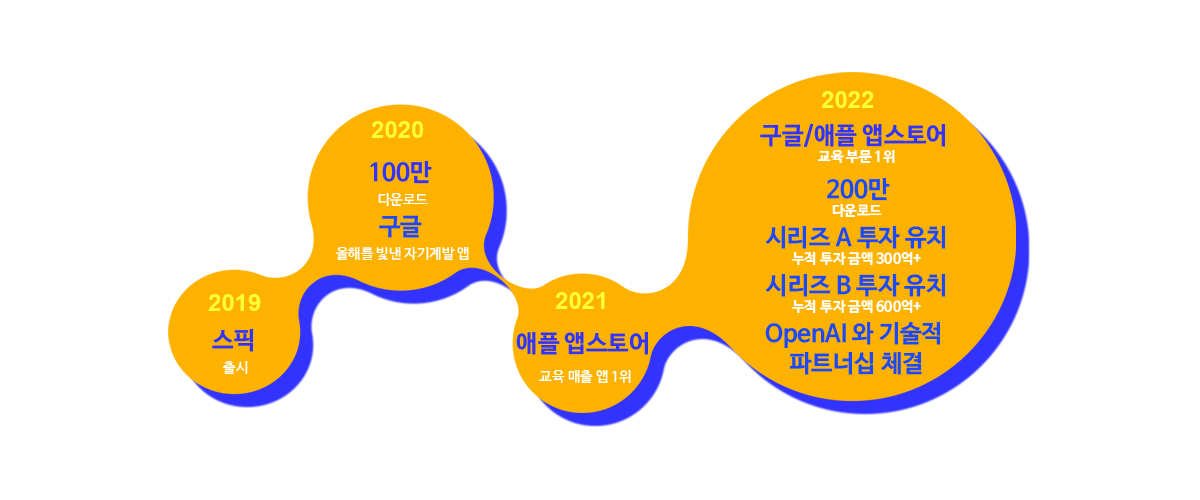 2019
스픽
출시
2020
100만
다운로드
구글
올해를 빛낸 자기계발 앱
2021
애플 앱스토어
교육 매출 앱 1위
2022
구글/애플 앱스토어
교육 부문 1위
200만
다운로드
시리즈 A 투자 유치
누적 투자 금액 300억+
시리즈 B 투자 유치
누적 투자 금액 600억+
OpenAI 와 기술적
파트너십 체결